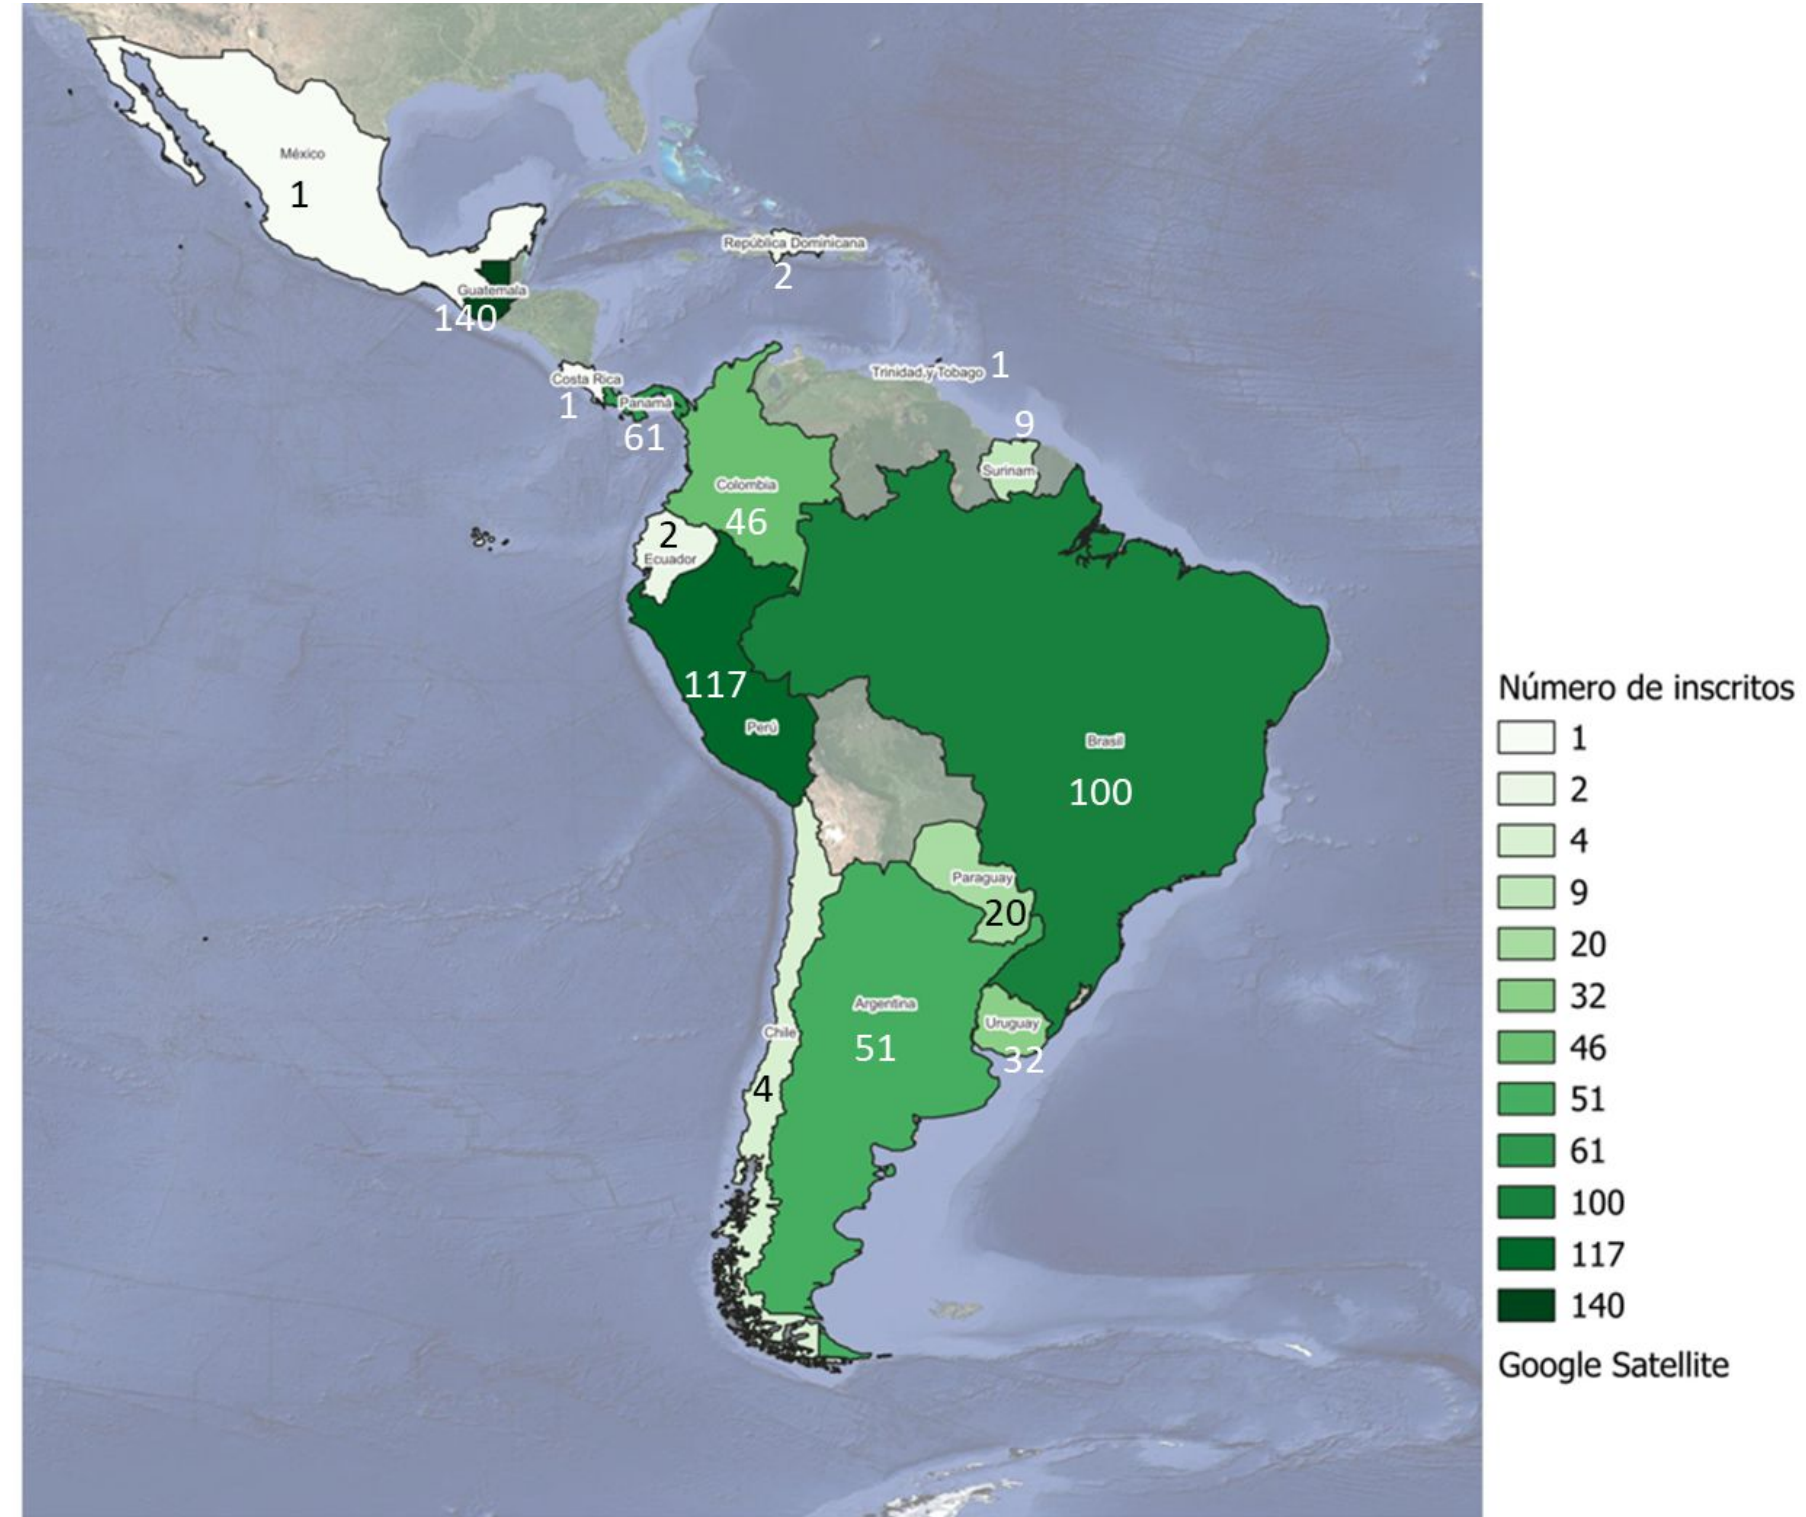 México
1
República Dominicana
2
Guatemala
140
Trinidad y Tobago 1
Costa Rica
1
Panamá
61
9
Surinam
Colombia
46
2
Ecuador
117
Perú
Brasil
100
Paraguay
20
Argentina
51
Uruguay
32
Chile
4
Número de inscritos
1
2
4
9
20
32
46
51
61
100
117
140
Google Satellite